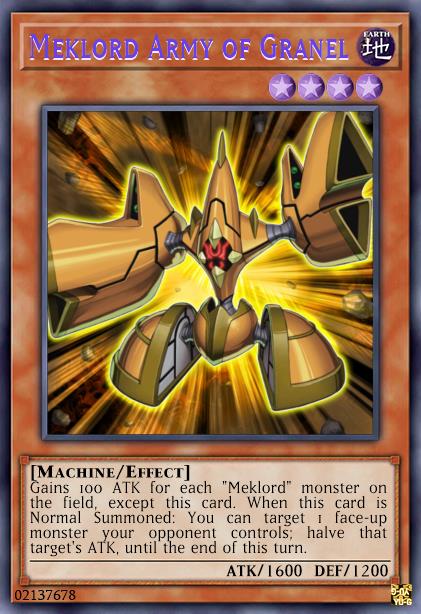 MEKLORD ARMY OF GRANEL
EARTH
地
[MACHINE/EFFECT]
Gains 100 ATK for each "Meklord" monster on
the field, except this card. When this card is
Normal Summoned: You can target 1 face-up
monster your opponent controls; halve that
target's ATK, until the end of this turn.
ATK/1600 DEF/1200
02137678